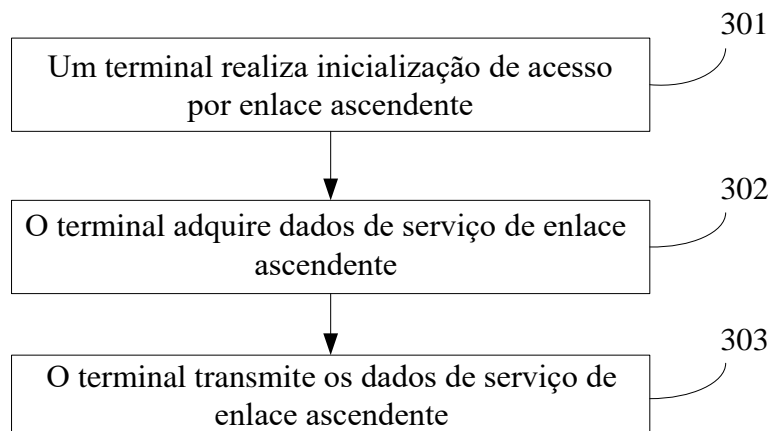 301
Um terminal realiza inicialização de acesso
por enlace ascendente
302
O terminal adquire dados de serviço de enlace
ascendente
303
O terminal transmite os dados de serviço de
enlace ascendente